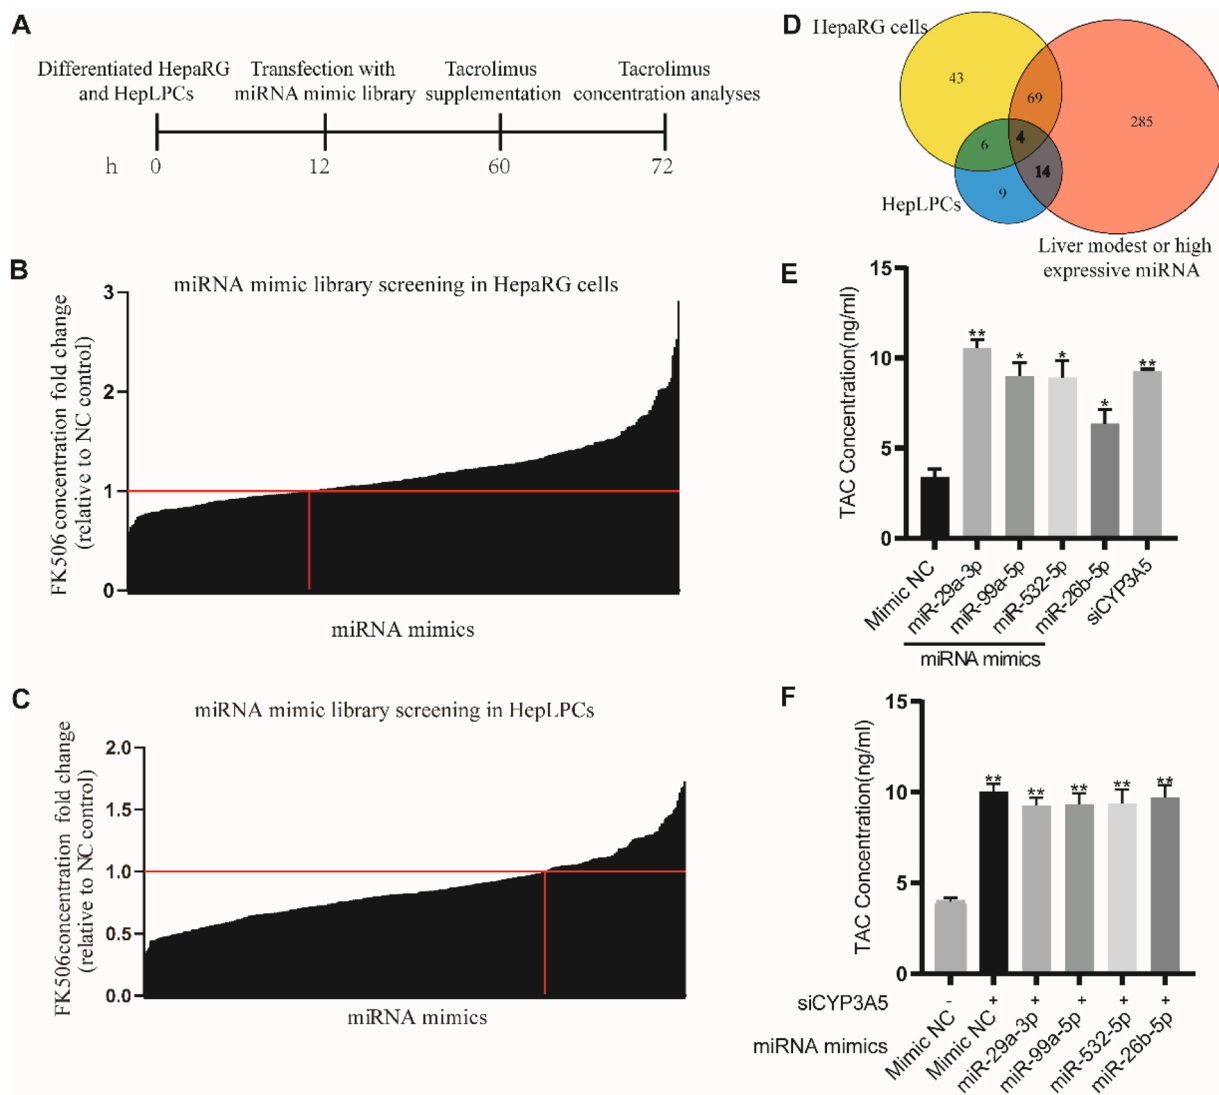 A
Differentiated HepaRG
and HepLPCs
Transfection with
miRNA mimic library
Tacrolimus
supplementation
Tacrolimus
concentration analyses
h 0 12 60 72
B
miRNA mimic library screening in HepaRG cells
FK506 concentration fold change
(relative to NC control)
3
2
1
0
miRNA mimics
C
miRNA mimic library screening in HepLPCs
FK506concentration fold change
(relative to NC control)
2.0
1.5
1.0
0.5
0.0
miRNA mimics
D
HepaRG cells
43
69
285
6
4
14
9
HepLPCs
Liver modest or high
expressive miRNA
E
TAC Concentration(ng/ml)
15
10
5
0
**
*
*
*
**
Mimic NC
miR-29a-3p
miR-99a-5p
miR-532-5p
miR-26b-5p
siCYP3A5
miRNA mimics
F
TAC Concentration(ng/ml)
15
10
5
0
**
**
**
**
**
siCYP3A5 - + + + + +
miRNA mimics
Mimic NC
Mimic NC
miR-29a-3p
miR-99a-5p
miR-532-5p
miR-26b-5p